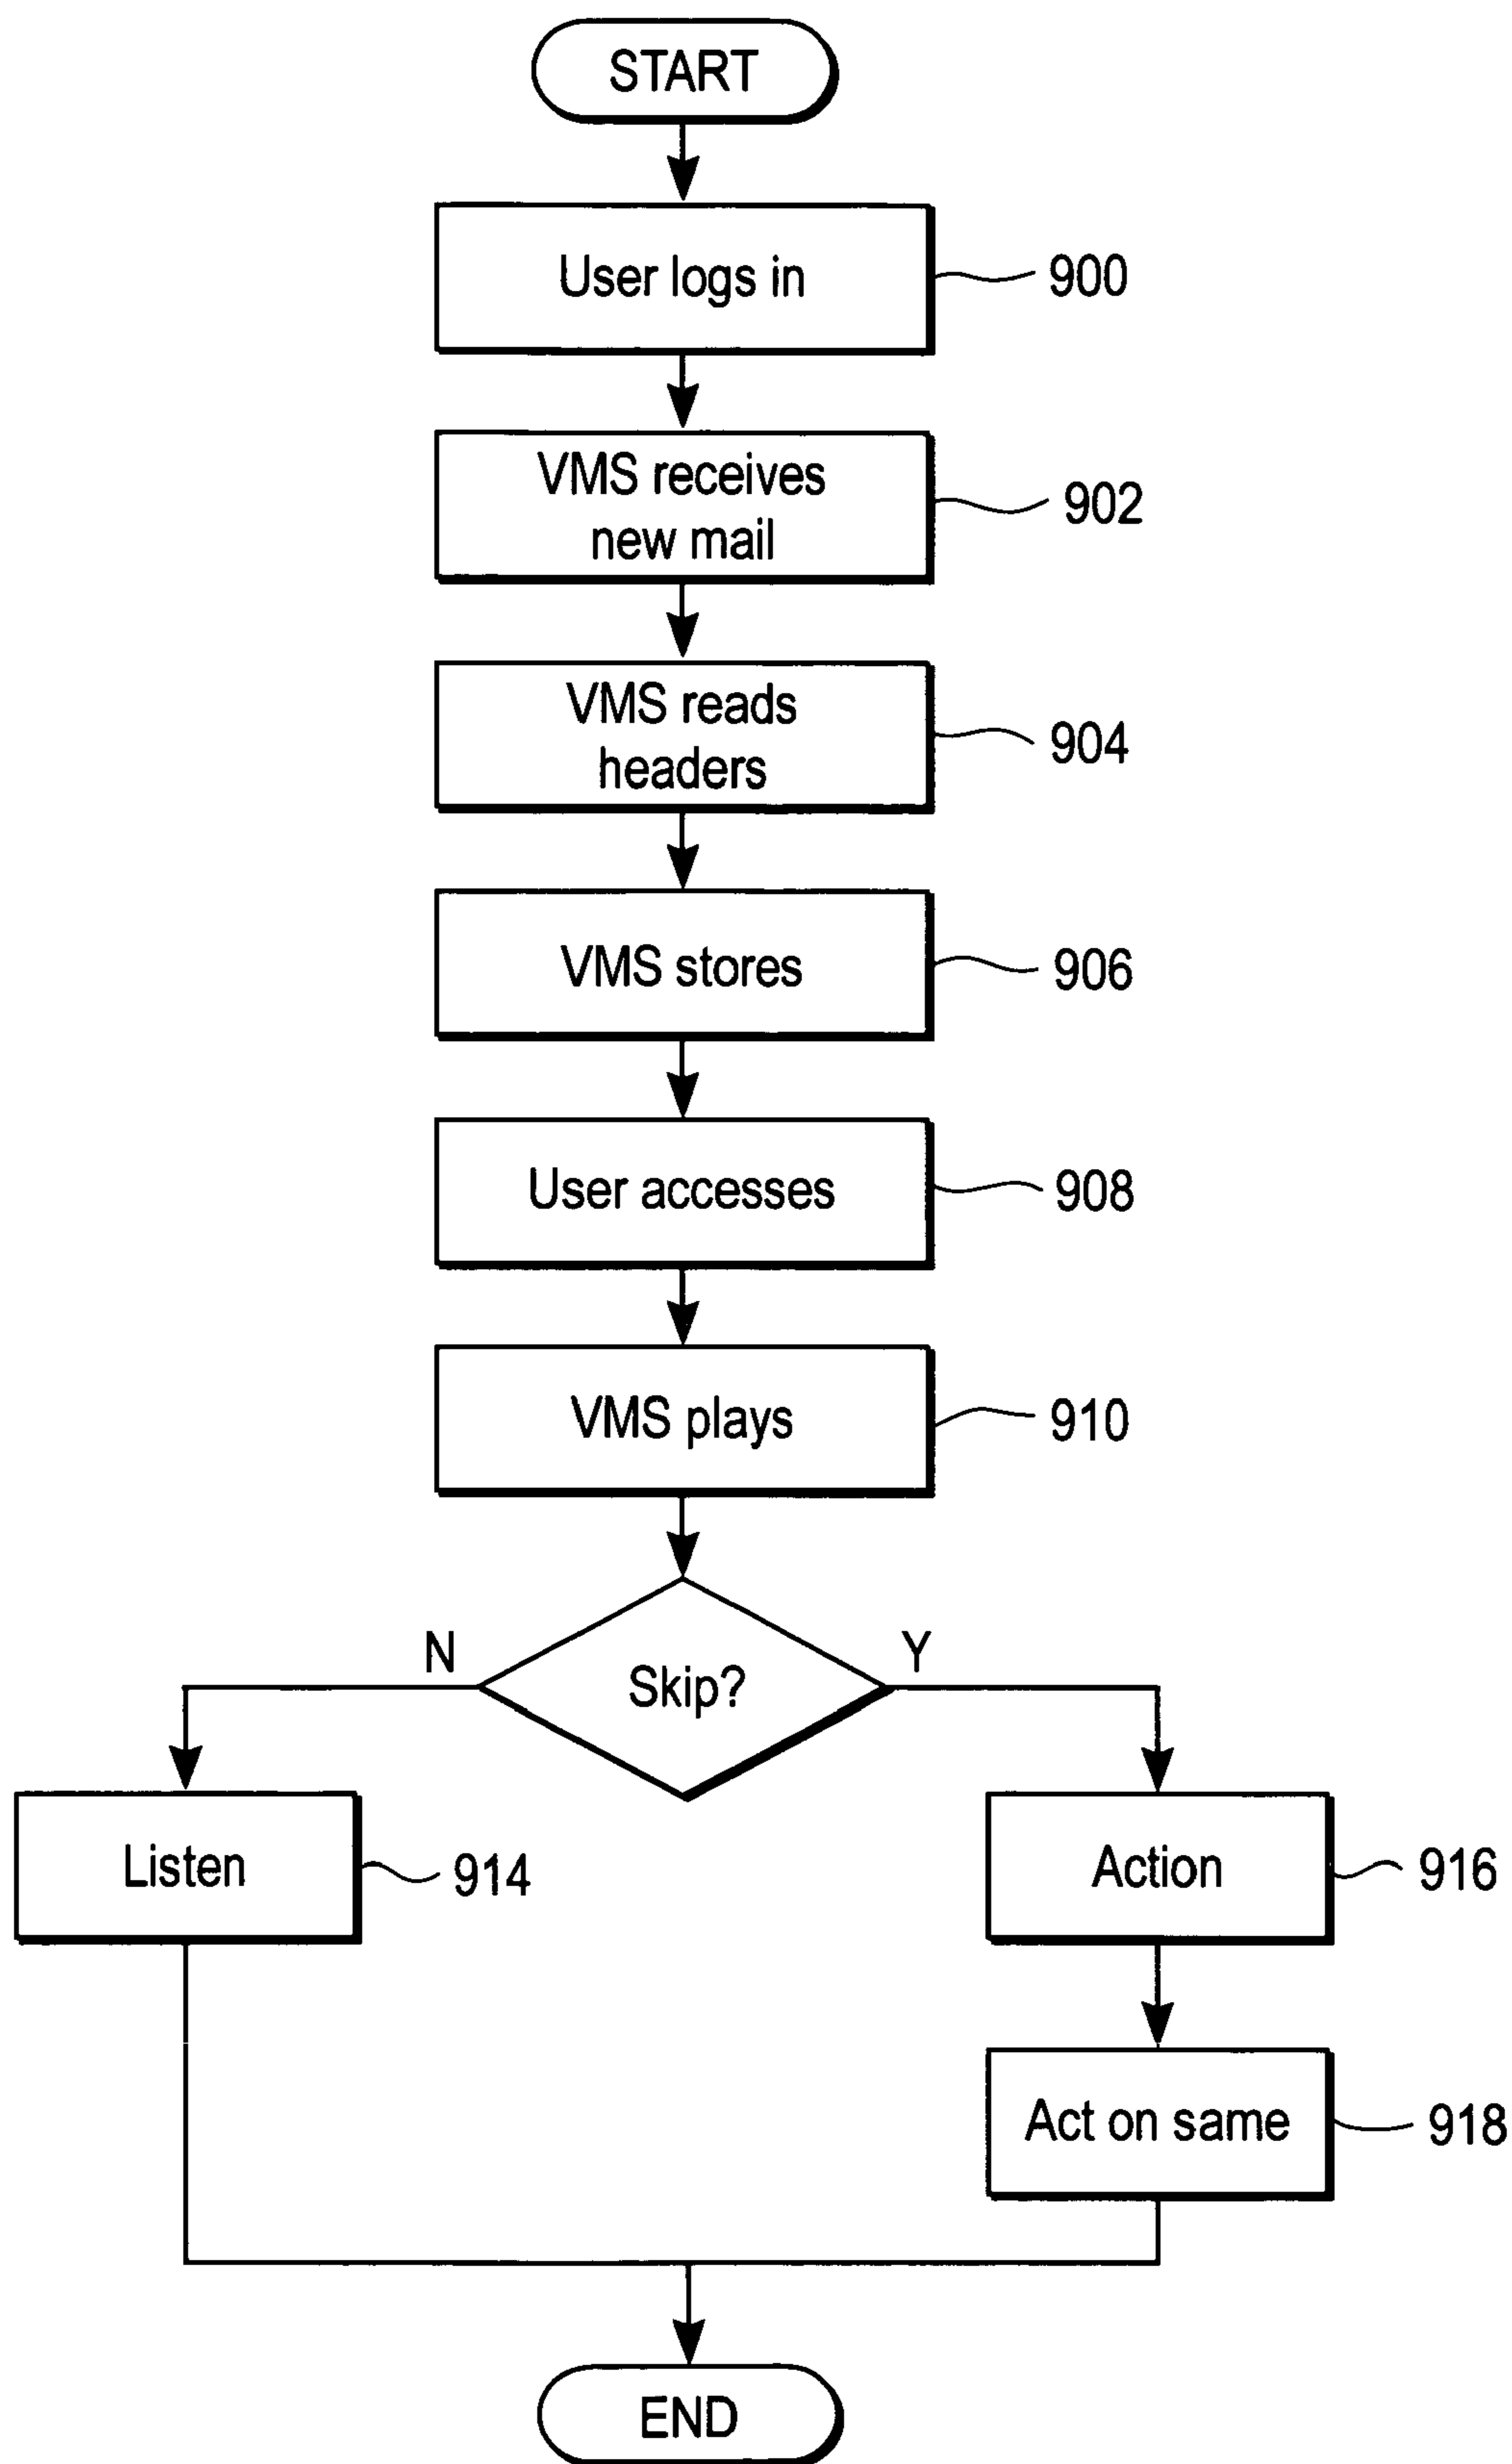 START
User logs in
900
VMS receives
new mail
902
VMS reads
headers
904
VMS stores
906
User accesses
908
VMS plays
910
N
Skip?
Y
Listen
914
Action
916
Act on same
918
END